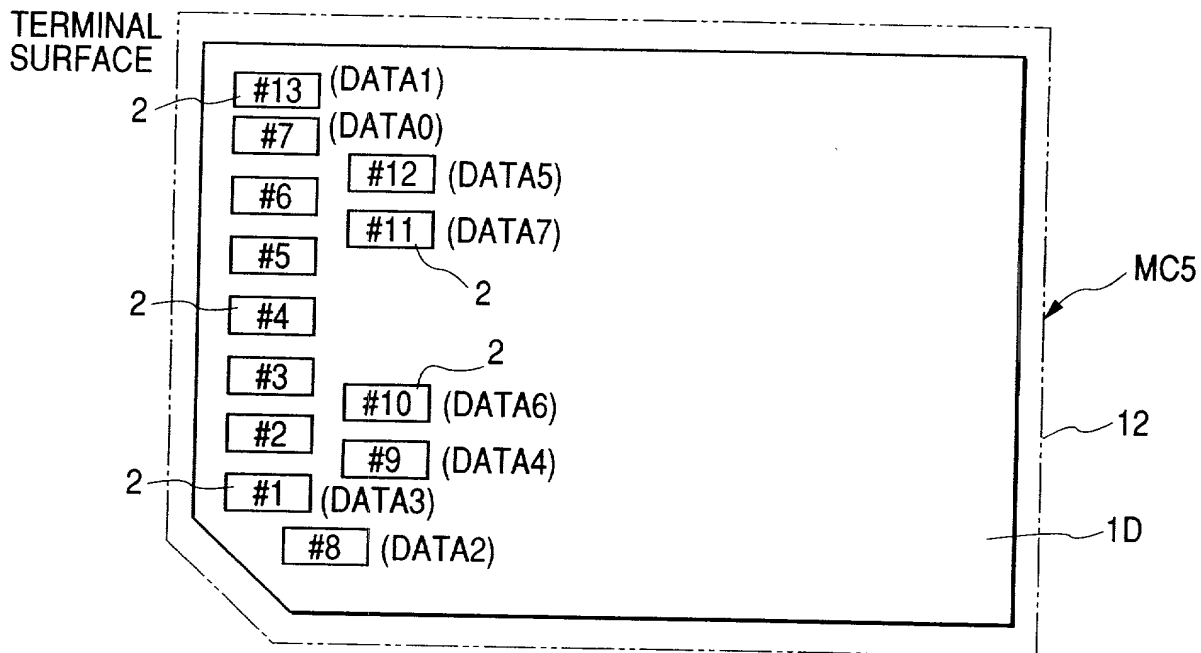 TERMINAL
SURFACE
2 #13 (DATA1)
#7 (DATA0)
#12 (DATA5)
#6
#11 (DATA7)
#5
2
MC5
2 #4
2
#3
#10 (DATA6)
12
#2
#9 (DATA4)
2 #1 (DATA3)
1D
#8 (DATA2)